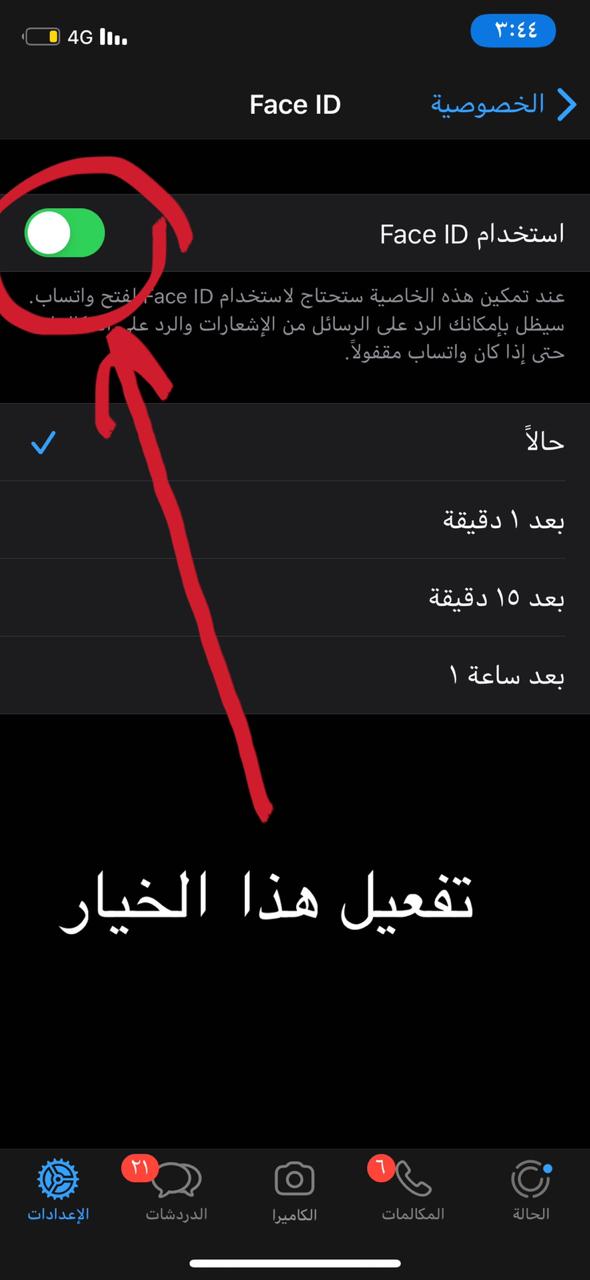 4G
٣:٤٤
الخصوصية
Face ID
استخدام Face ID
عند تمكين هذه الخاصية ستحتاج لاستخدام Face ID لفتح واتساب.
سيظل بإمكانك الرد على الرسائل من الإشعارات والرد على
حتى إذا كان واتساب مقفولاً.
حالاً
بعد ١ دقيقة
بعد ١٥ دقيقة
بعد ساعة ١
تفعيل هذا الخيار
الحالة
٦
المكالمات
الكاميرا
٢١
الدردشات
الإعدادات